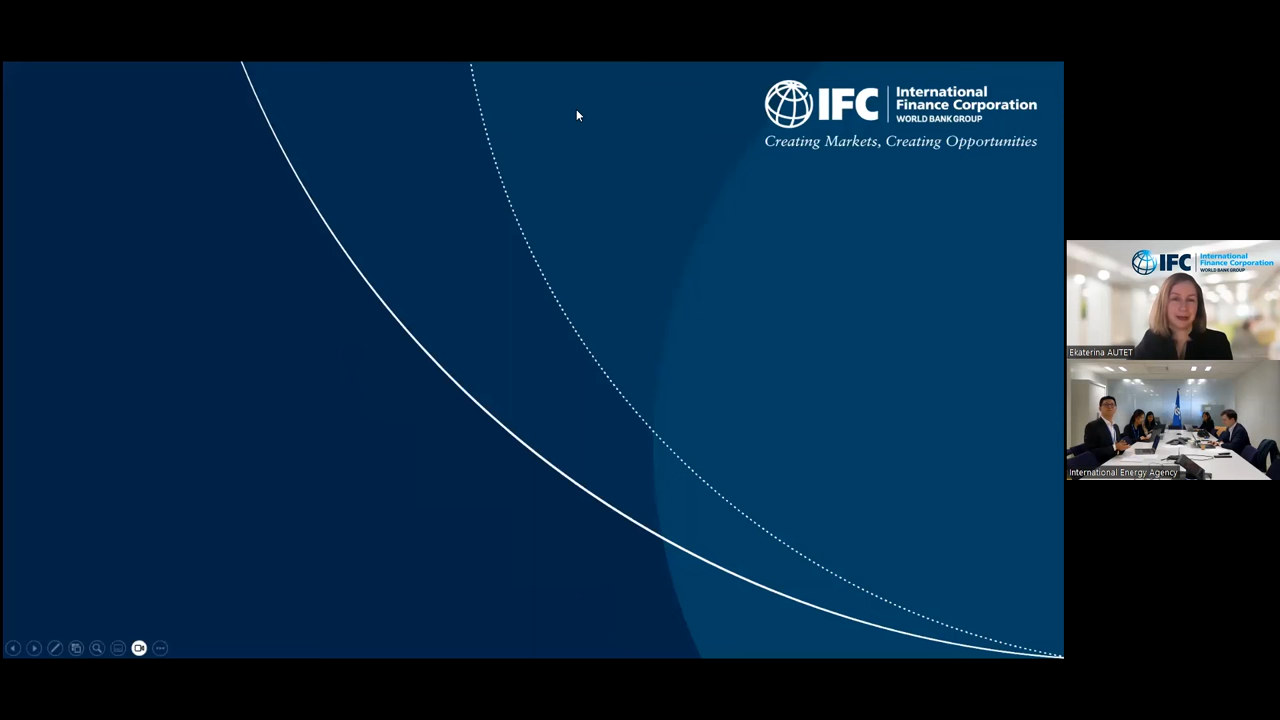 IFC
International
Finance Corporation
WORLD BANK GROUP
Creating Markets, Creating Opportunities
IFC
International
Finance Corporation
WORLD BANK GROUP
Ekaterina AUTET
International Energy Agency